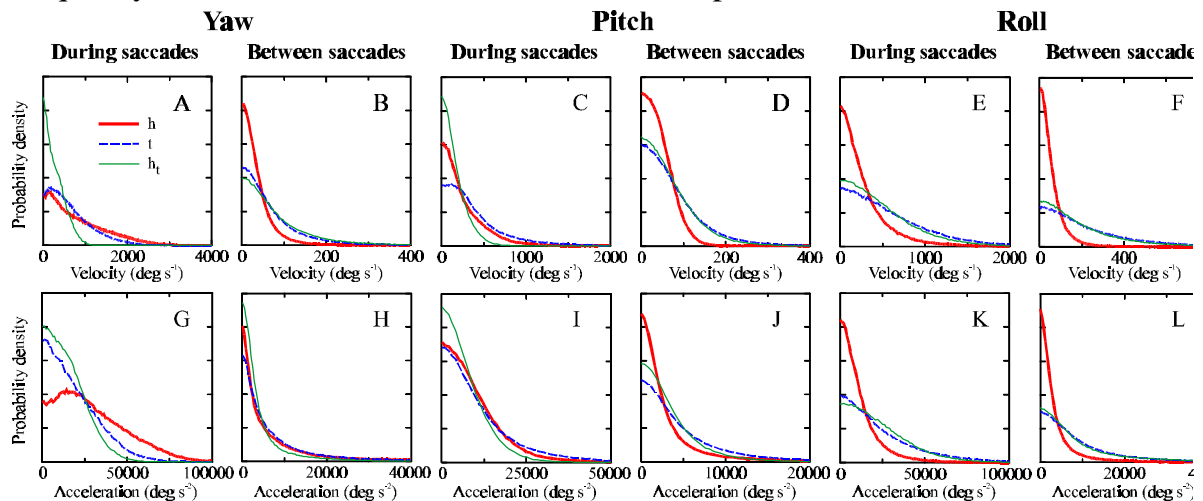 Yaw Pitch Roll
During saccades Between saccades During saccades Between saccades During saccades Between saccades
A B C D E F
h
t
h_t
Probability density
0 2000 4000 0 200 400 0 1000 2000 0 200 400 0 1000 2000 0 400
Velocity (deg s⁻¹) Velocity (deg s⁻¹) Velocity (deg s⁻¹) Velocity (deg s⁻¹) Velocity (deg s⁻¹) Velocity (deg s⁻¹)
G H I J K L
Probability density
0 50000 100000 0 20000 40000 0 25000 50000 0 10000 20000 0 50000 100000 0 20000
Acceleration (deg s⁻²) Acceleration (deg s⁻²) Acceleration (deg s⁻²) Acceleration (deg s⁻²) Acceleration (deg s⁻²) Acceleration (deg s⁻²)